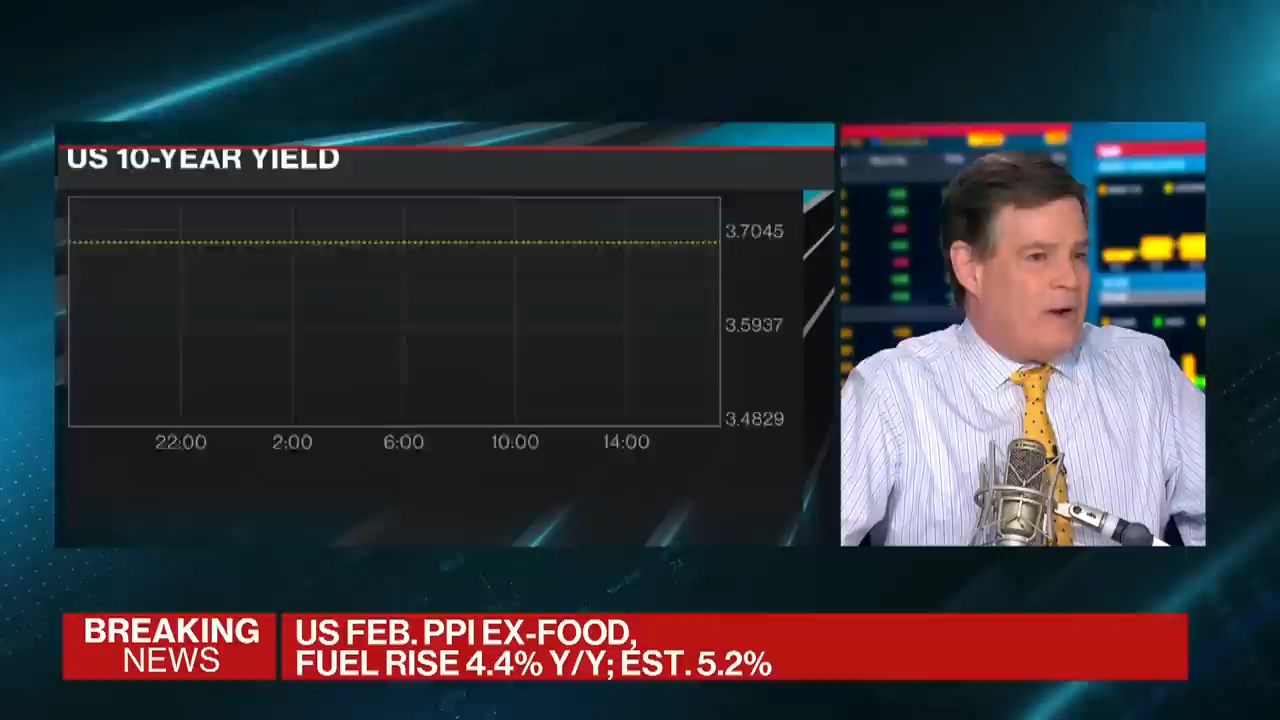 US 10-YEAR YIELD
3.7045
3.5937
3.4829
22:00 2:00 6:00 10:00 14:00
BREAKING
NEWS
US FEB. PPI EX-FOOD,
FUEL RISE 4.4% Y/Y; EST. 5.2%